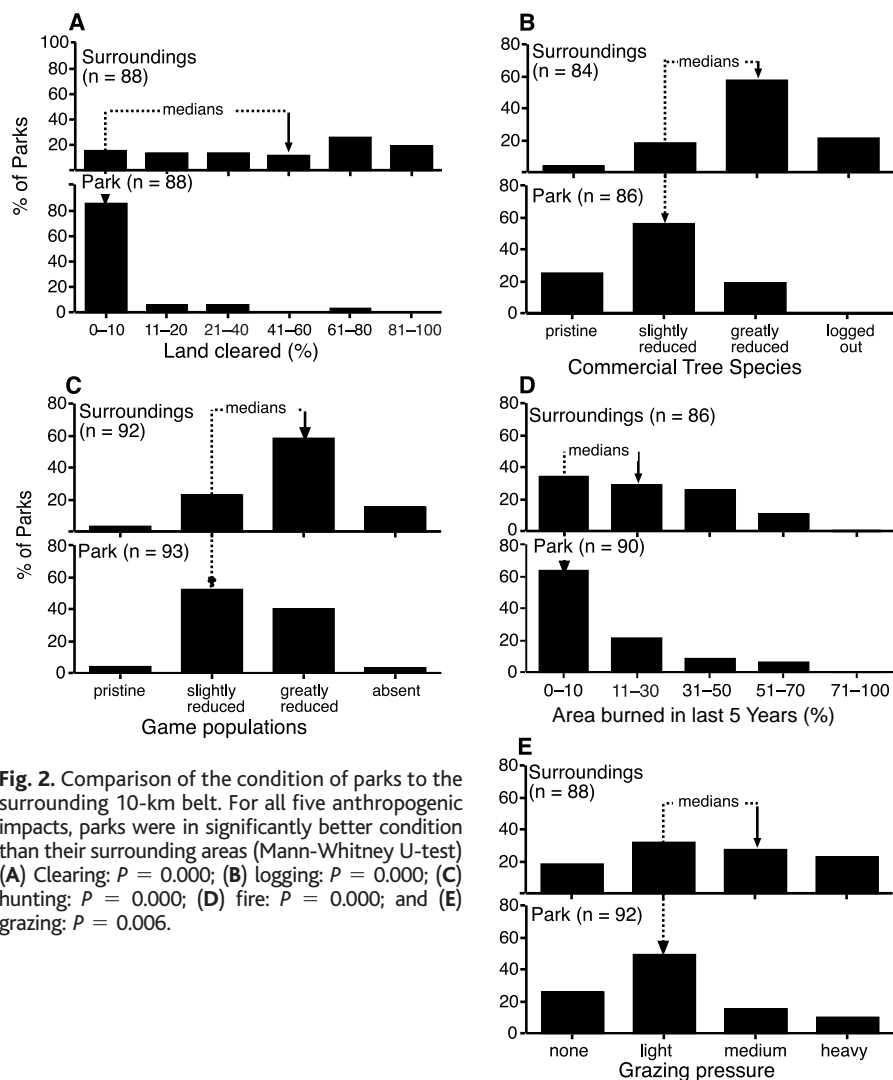 A
100
80
60
40
20
Surroundings
(n = 88)
medians
% of Parks
Park (n = 88)
80
60
40
20
0
0–10 11–20 21–40 41–60 61–80 81–100
Land cleared (%)
B
80
60
40
20
Surroundings
(n = 84)
medians
80
60
40
20
0
Park (n = 86)
pristine slightly greatly logged
reduced reduced out
Commercial Tree Species
C
80
60
40
20
Surroundings
(n = 92)
medians
% of Parks
80
60
40
20
0
Park (n = 93)
pristine slightly greatly absent
reduced reduced
Game populations
D
80
60
40
20
0
Surroundings (n = 86)
medians
80
60
40
20
0
Park (n = 90)
0–10 11–30 31–50 51–70 71–100
Area burned in last 5 Years (%)
E
80
60
40
20
Surroundings
(n = 88)
medians
80
60
40
20
0
Park (n = 92)
none light medium heavy
Grazing pressure
Fig. 2. Comparison of the condition of parks to the
surrounding 10-km belt. For all five anthropogenic
impacts, parks were in significantly better condition
than their surrounding areas (Mann-Whitney U-test)
(A) Clearing: P = 0.000; (B) logging: P = 0.000; (C)
hunting: P = 0.000; (D) fire: P = 0.000; and (E)
grazing: P = 0.006.